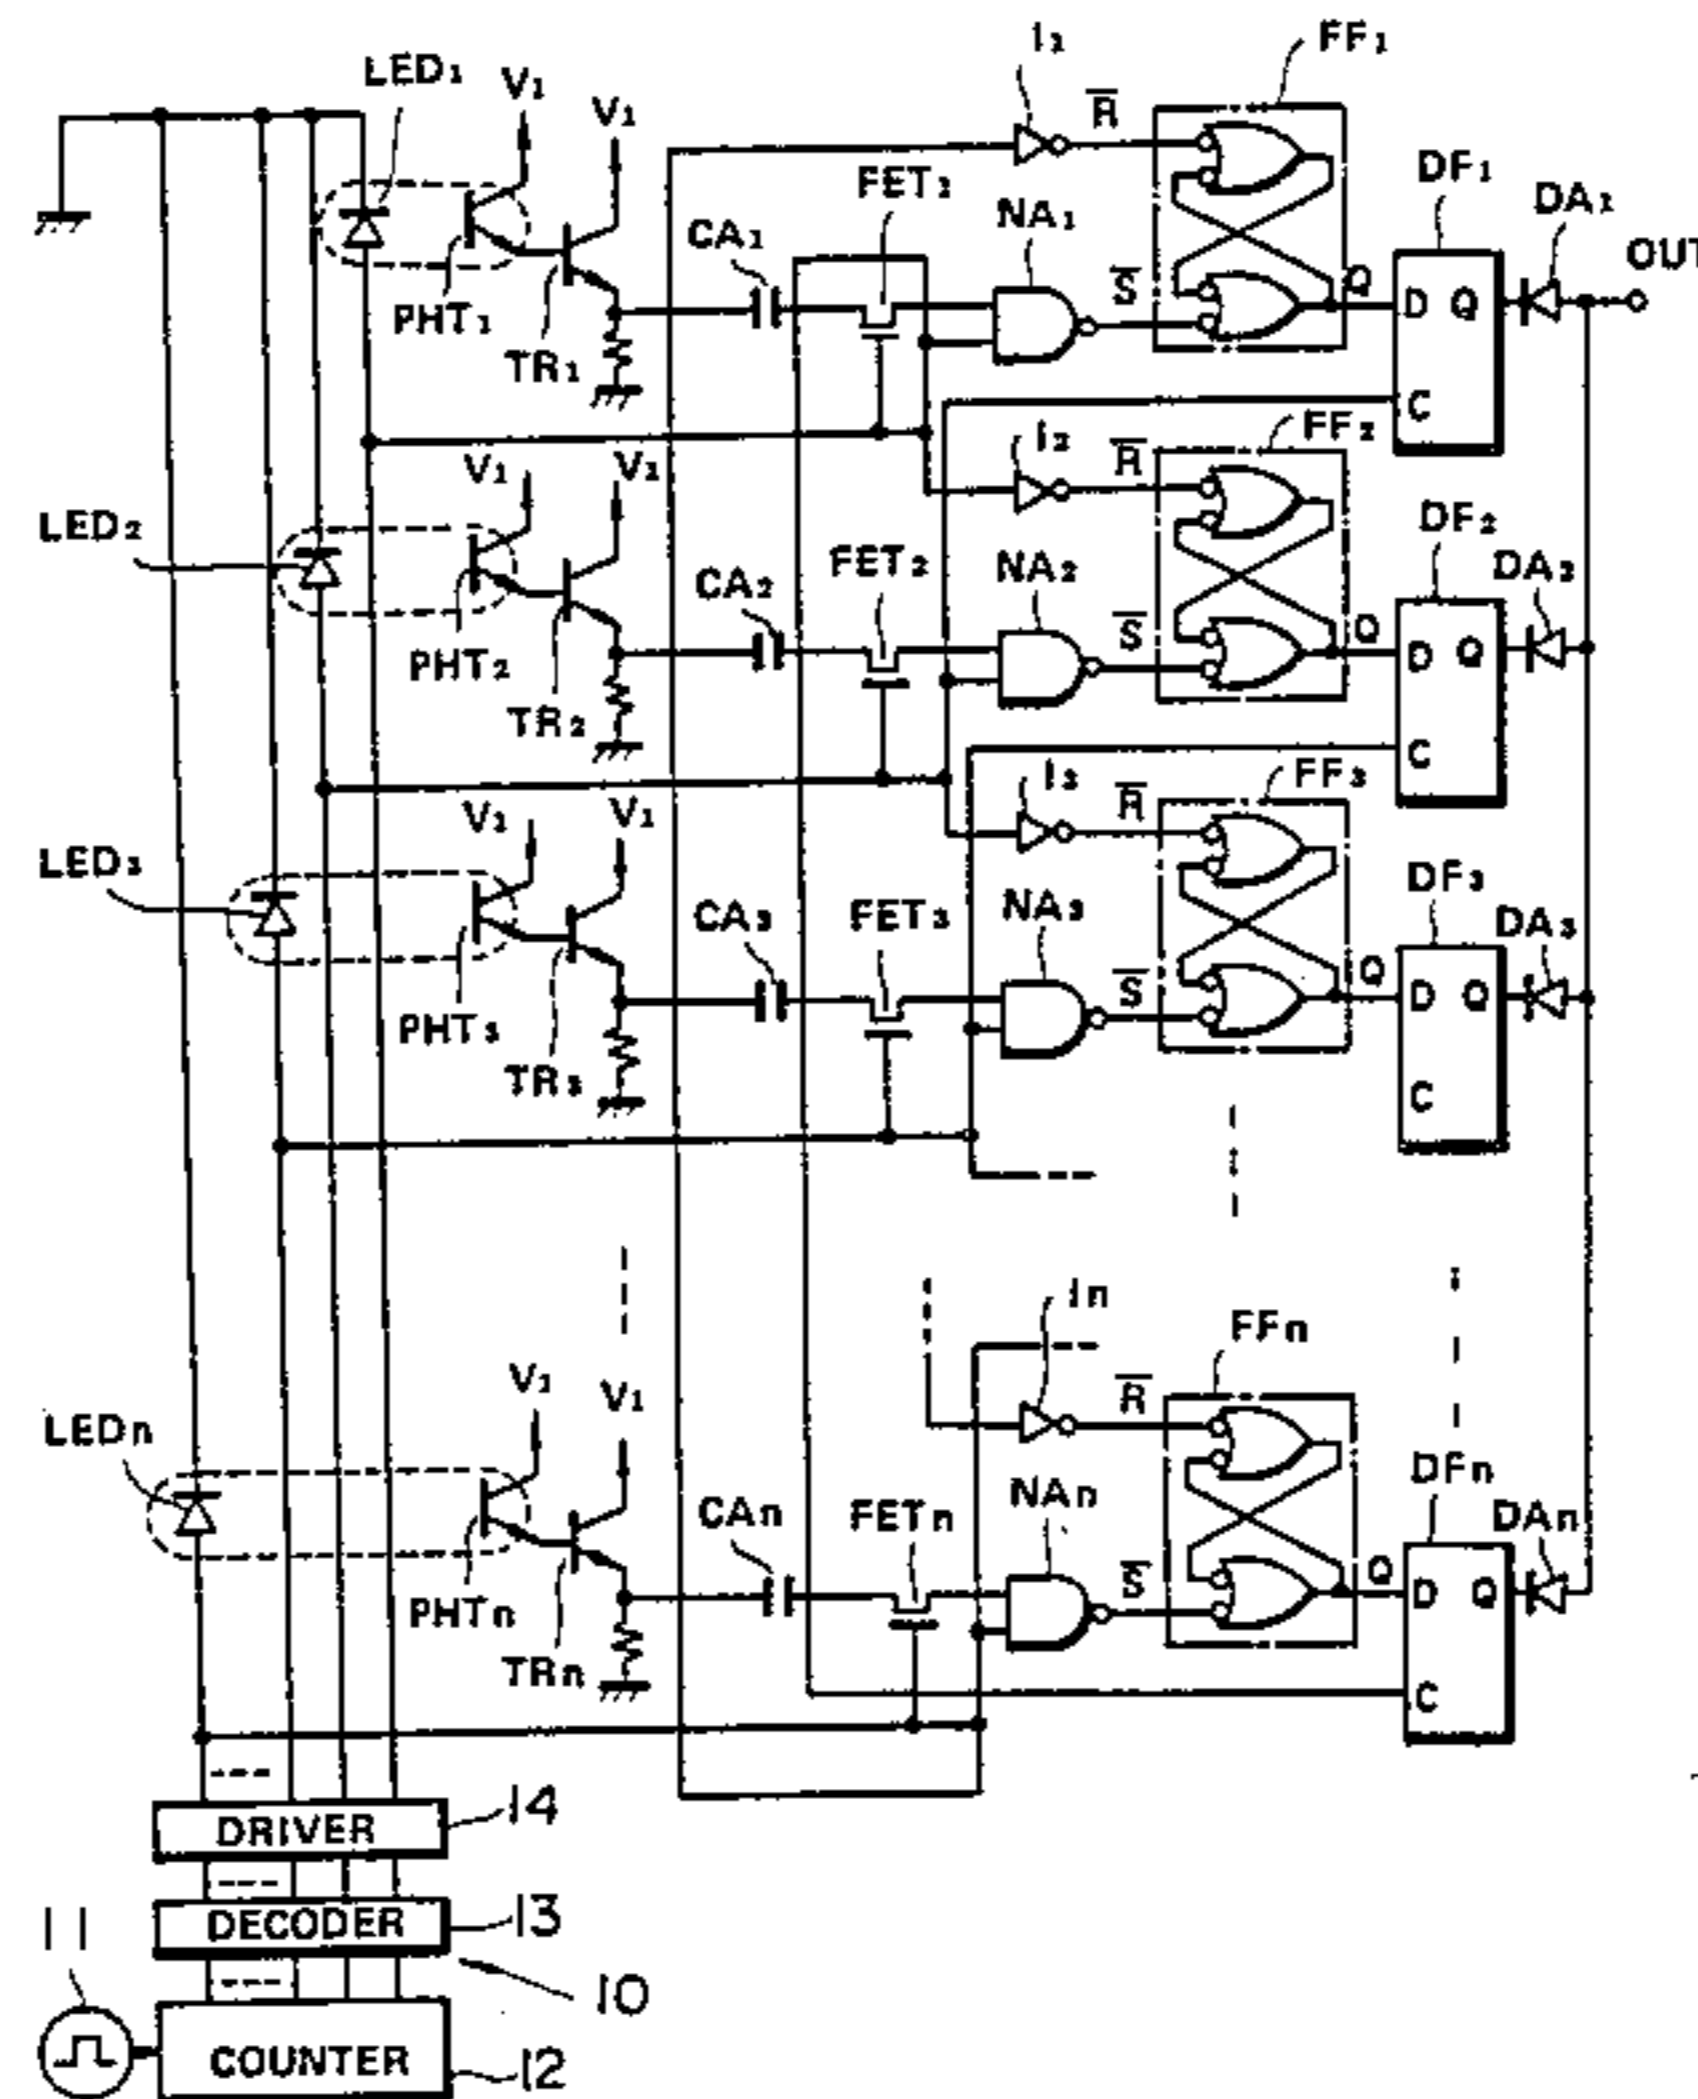 I₁
FF₁
LED₁
V₁
V₁
R̅
FET₁
DF₁
NA₁
DA₁
CA₁
OUT
S̅
Q
D Q
PHT₁
TR₁
C
FF₂
I₂
R̅
V₁
V₁
LED₂
DF₂
FET₂
NA₂
DA₂
CA₂
S̅
Q
D Q
PHT₂
TR₂
C
FF₃
I₃
R̅
V₁
V₁
LED₃
DF₃
FET₃
NA₃
DA₃
CA₃
S̅
Q
D Q
PHT₃
TR₃
C
In
FFn
V₁
V₁
R̅
LEDn
DFn
NAn
CAn
FETn
DAn
S̅
Q
D Q
PHTn
TRn
C
14
DRIVER
13
DECODER
11
10
COUNTER
12